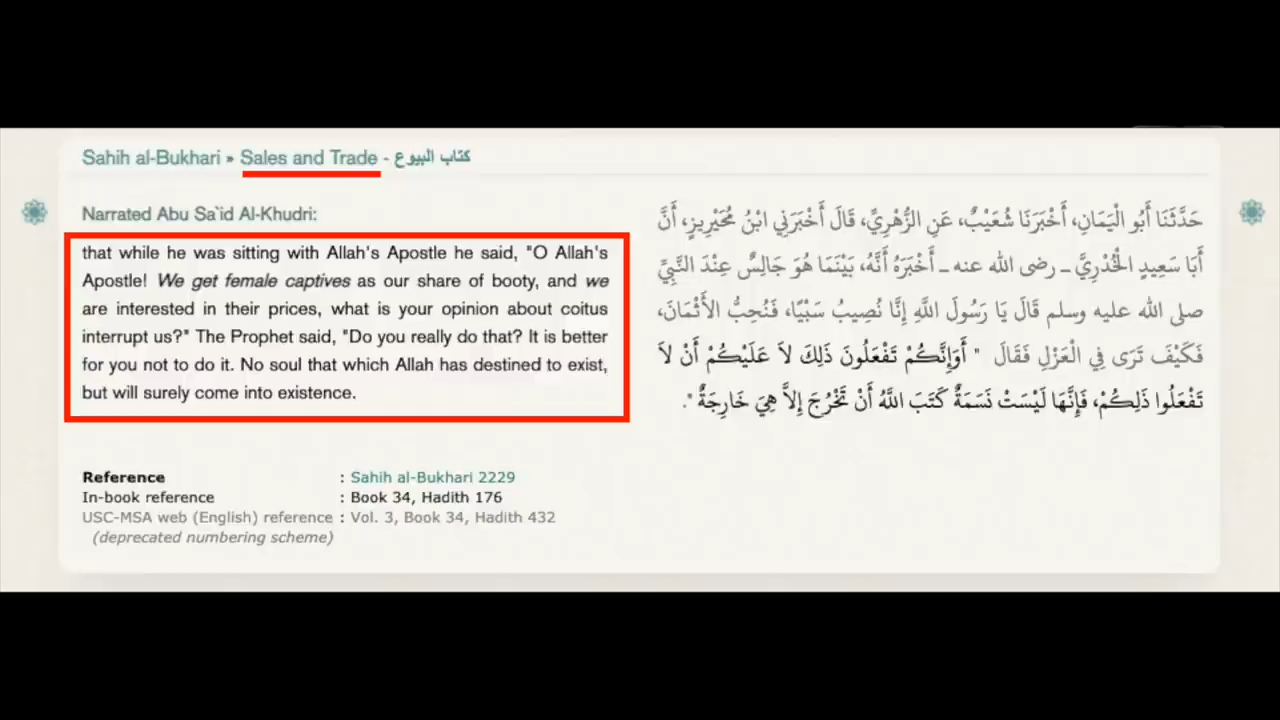 Sahih al-Bukhari » Sales and Trade - كتاب البيوع
Narrated Abu Sa`id Al-Khudri:
that while he was sitting with Allah's Apostle he said, "O Allah's
Apostle! We get female captives as our share of booty, and we
are interested in their prices, what is your opinion about coitus
interrupt us?" The Prophet said, "Do you really do that? It is better
for you not to do it. No soul that which Allah has destined to exist,
but will surely come into existence.
حَدَّثَنَا أَبُو الْيَمَانِ، أَخْبَرَنَا شُعَيْبٌ، عَنِ الزُّهْرِيِّ، قَالَ أَخْبَرَنِي ابْنُ مُحَيْرِيزٍ، أَنَّ
أَبَا سَعِيدٍ الْخُدْرِيَّ ـ رضى الله عنه ـ أَخْبَرَهُ أَنَّهُ، بَيْنَمَا هُوَ جَالِسٌ عِنْدَ النَّبِيِّ
صلى الله عليه وسلم قَالَ يَا رَسُولَ اللَّهِ إِنَّا نُصِيبُ سَبْيًا، فَنُحِبُّ الأَثْمَانَ،
فَكَيْفَ تَرَى فِي الْعَزْلِ فَقَالَ ‏"‏ أَوَإِنَّكُمْ تَفْعَلُونَ ذَلِكَ لاَ عَلَيْكُمْ أَنْ لاَ
تَفْعَلُوا ذَلِكُمْ، فَإِنَّهَا لَيْسَتْ نَسَمَةٌ كَتَبَ اللَّهُ أَنْ تَخْرُجَ إِلاَّ هِيَ خَارِجَةٌ ‏"‏‏.‏
Reference : Sahih al-Bukhari 2229
In-book reference : Book 34, Hadith 176
USC-MSA web (English) reference : Vol. 3, Book 34, Hadith 432
(deprecated numbering scheme)